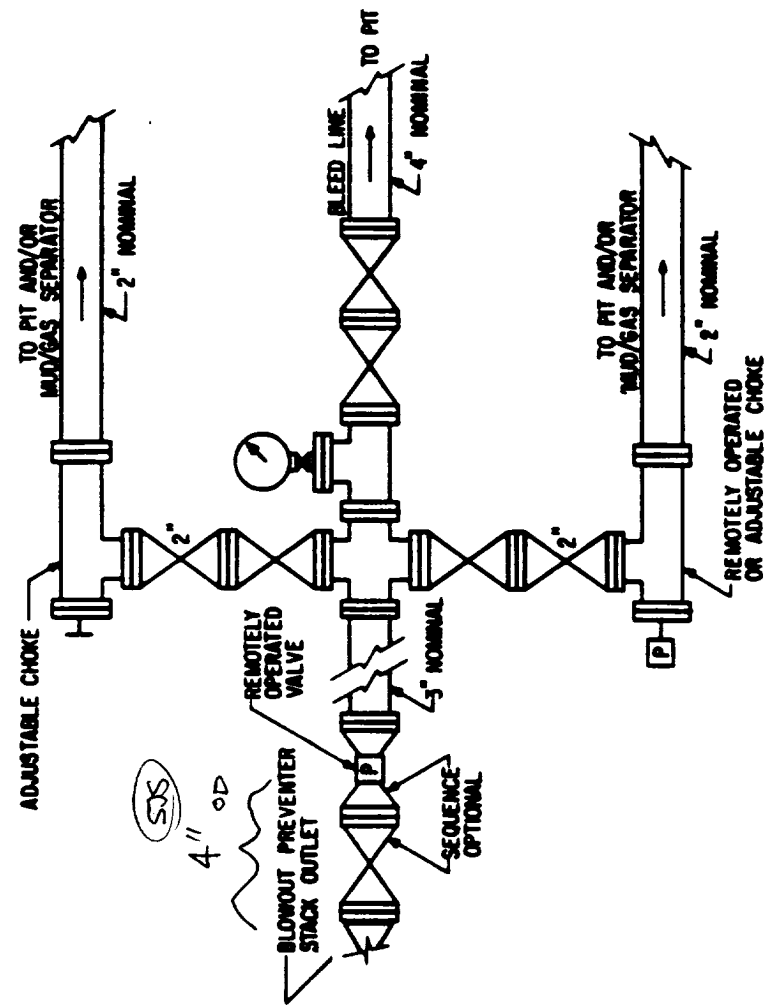 ADJUSTABLE CHOKE
TO PIT AND/OR
MUD/GAS SEPARATOR
2" NOMINAL
2"
REMOTELY
OPERATED
VALVE
P
3" NOMINAL
BLEED LINE
TO PIT
4" NOMINAL
SJS
4" OD
BLOWOUT PREVENTER
STACK OUTLET
SEQUENCE
OPTIONAL
2"
TO PIT AND/OR
MUD/GAS SEPARATOR
2" NOMINAL
P
REMOTELY OPERATED
OR ADJUSTABLE CHOKE